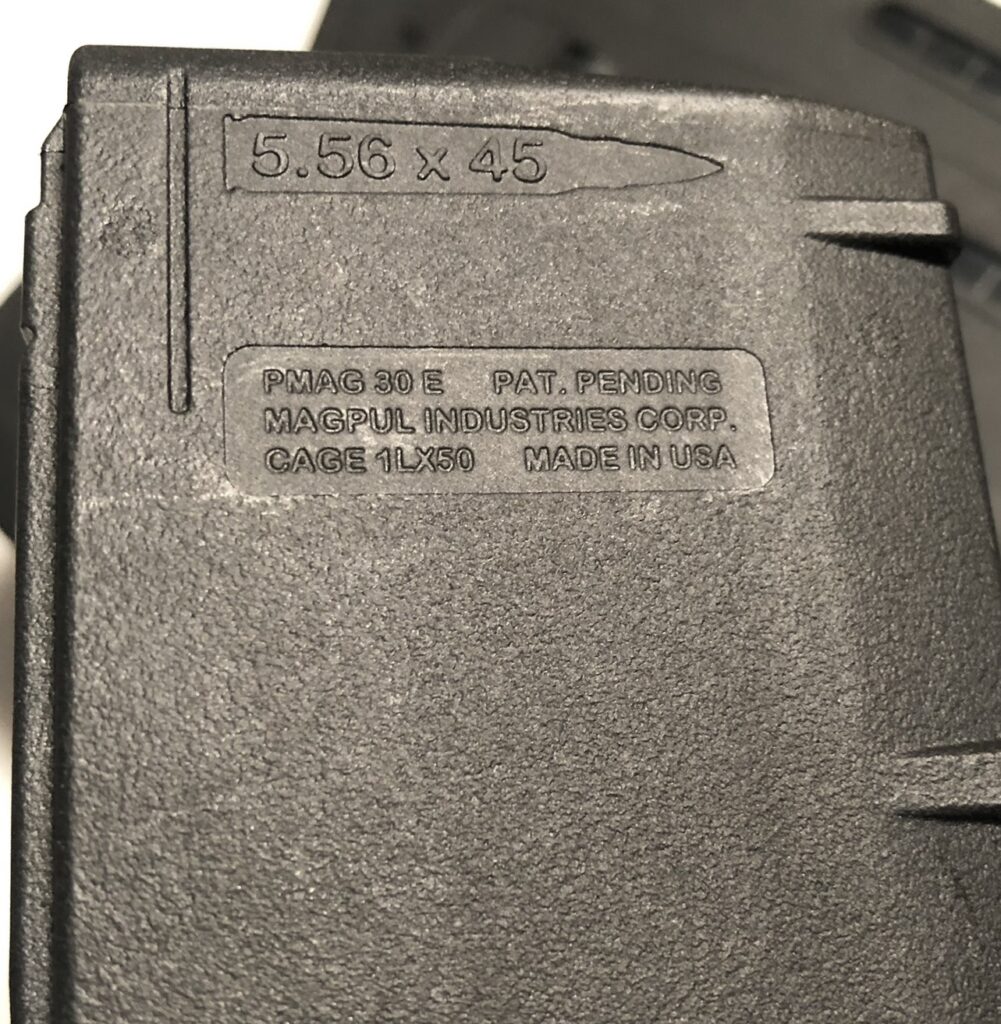 5.56 x 45
PMAG 30 E PAT. PENDING
MAGPUL INDUSTRIES CORP.
CAGE 1LX50 MADE IN USA